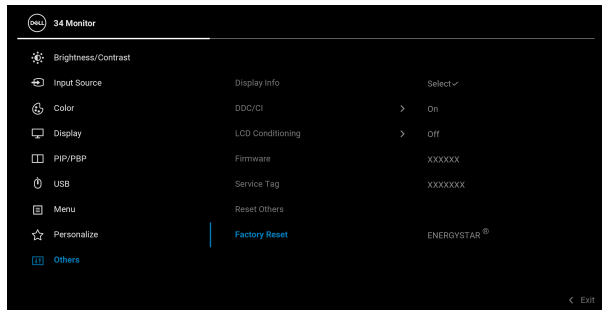 DELL 34 Monitor
Brightness/Contrast
Input Source Display Info Select✓
Color DDC/CI > On
Display LCD Conditioning > Off
PIP/PBP Firmware XXXXXX
USB Service Tag XXXXXXX
Menu Reset Others
Personalize Factory Reset ENERGYSTAR ®
Others
< Exit